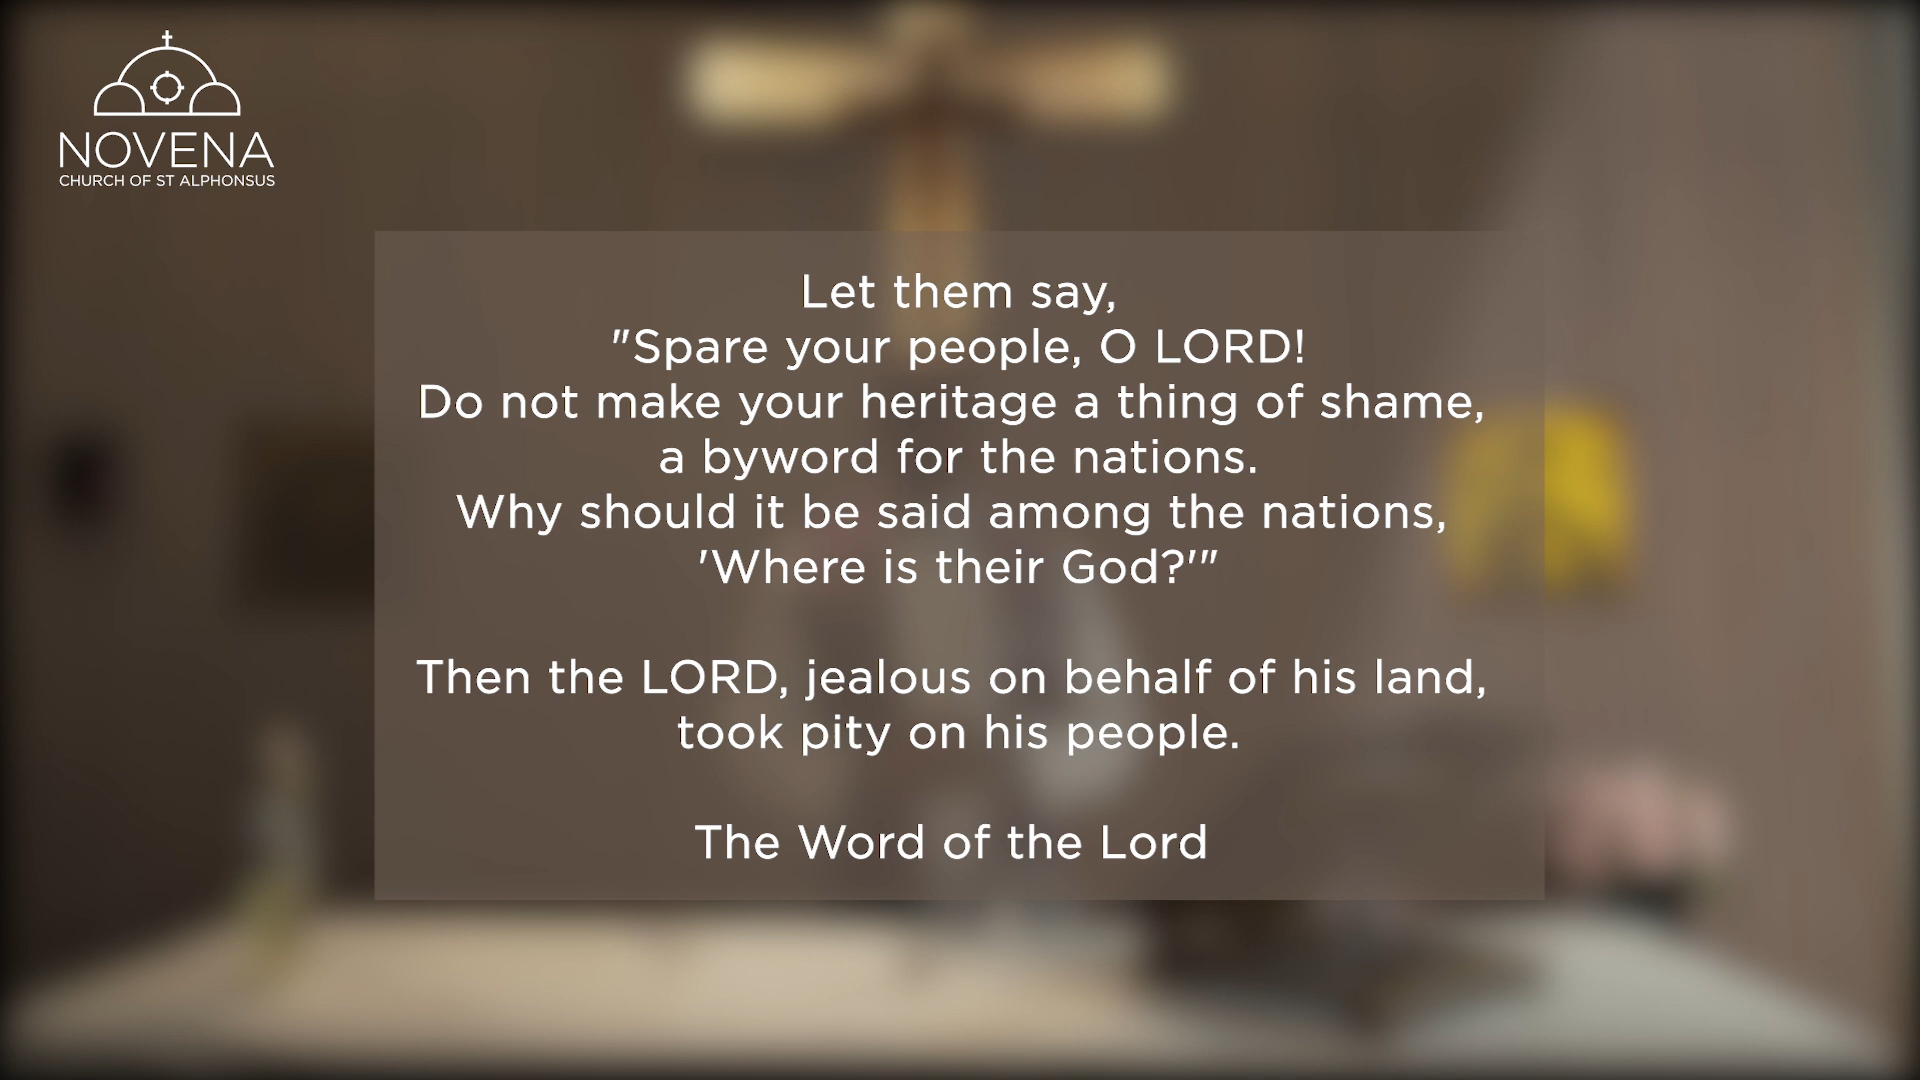 NOVENA
CHURCH OF ST ALPHONSUS
Let them say,
"Spare your people, O LORD!
Do not make your heritage a thing of shame,
a byword for the nations.
Why should it be said among the nations,
'Where is their God?'"
Then the LORD, jealous on behalf of his land,
took pity on his people.
The Word of the Lord